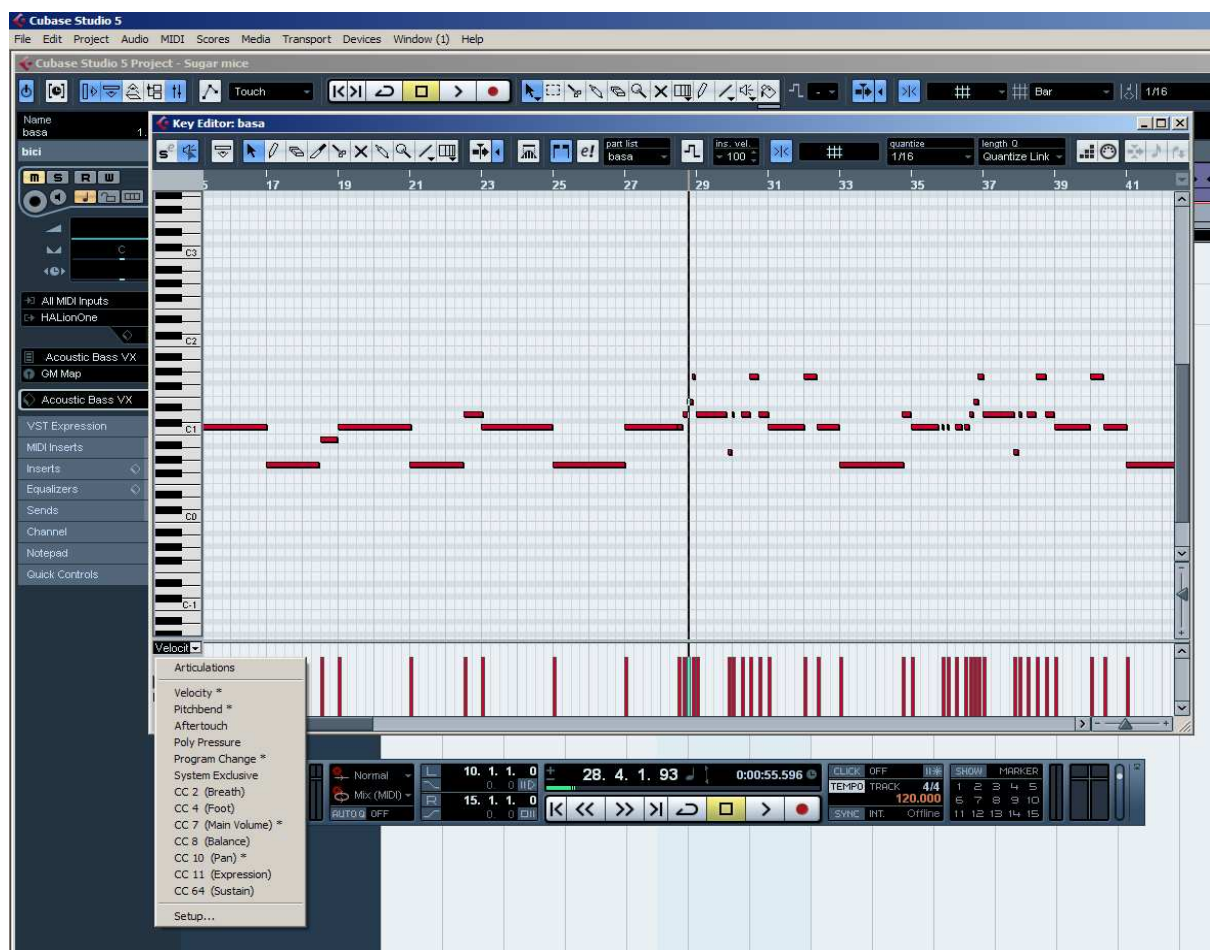 Cubase Studio 5
File Edit Project Audio MIDI Scores Media Transport Devices Window (1) Help
Cubase Studio 5 Project - Sugar mice
Touch
Bar
1/16
Name
basa 1.
Key Editor: basa
bici
part list
basa
ins. vel.
100
quantize
1/16
length Q
Quantize Link
M S R W
17 19 21 23 25 27 29 31 33 35 37 39 41
C
C3
C2
C1
C0
C-1
All MIDI Inputs
HALionOne
Acoustic Bass VX
GM Map
Acoustic Bass VX
VST Expression
MIDI Inserts
Inserts
Equalizers
Sends
Channel
Notepad
Quick Controls
Velocit
Articulations
Velocity *
Pitchbend *
Aftertouch
Poly Pressure
Program Change *
System Exclusive
CC 2 (Breath)
CC 4 (Foot)
CC 7 (Main Volume) *
CC 8 (Balance)
CC 10 (Pan) *
CC 11 (Expression)
CC 64 (Sustain)
Setup...
Normal
Mix (MIDI)
AUTO Q OFF
L 10. 1. 1. 0
0. 0
R 15. 1. 1. 0
0. 0
28. 4. 1. 93
0:00:55.596
CLICK OFF
TEMPO TRACK 4/4
120.000
SYNC INT. Offline
SHOW MARKER
1 2 3 4 5
6 7 8 9 10
11 12 13 14 15